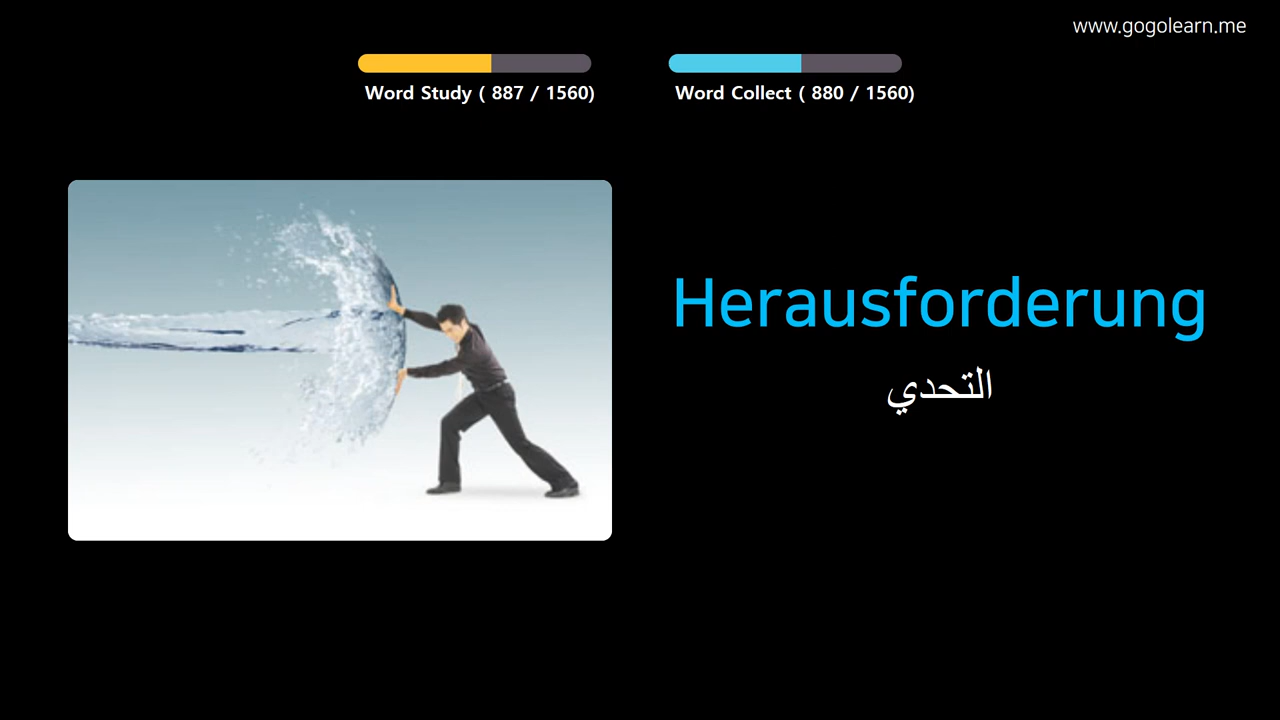 www.gogolearn.me
Word Study ( 887 / 1560)
Word Collect ( 880 / 1560)
Herausforderung
التحدي